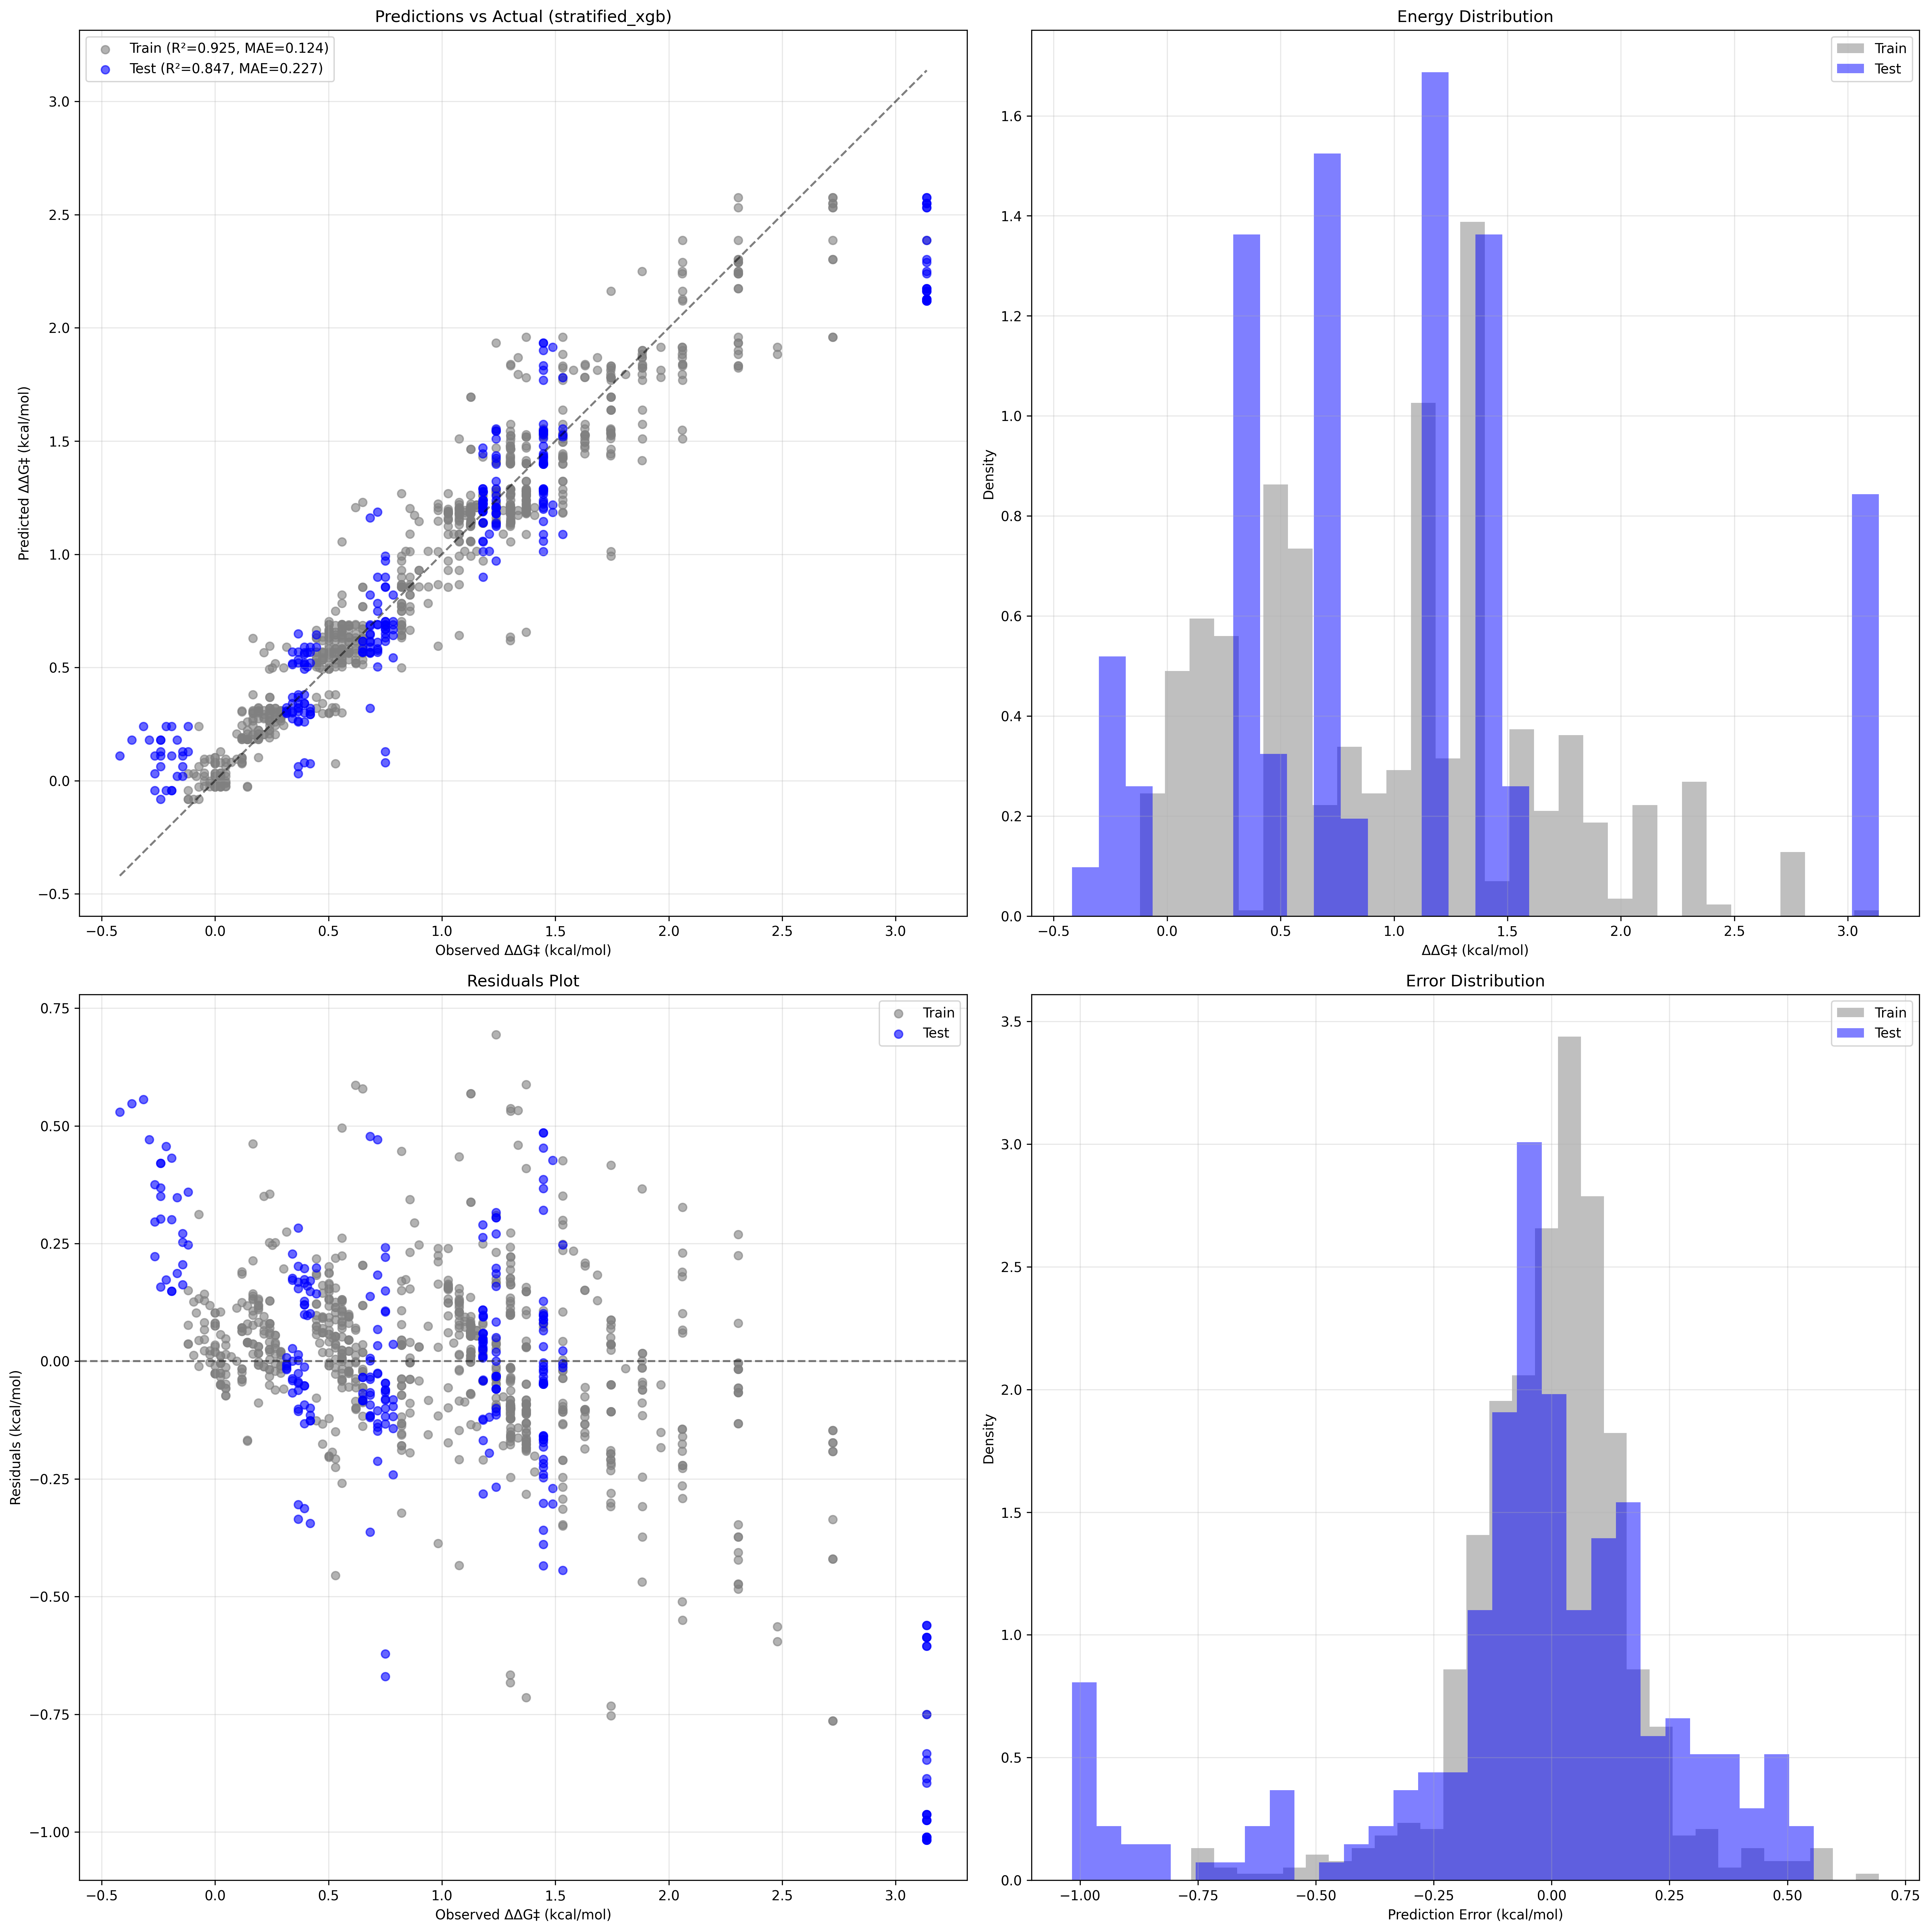 Predictions vs Actual (stratified_xgb)
Train (R²=0.925, MAE=0.124)
Test (R²=0.847, MAE=0.227)
3.0
2.5
2.0
1.5
1.0
0.5
0.0
−0.5
Predicted ΔΔG‡ (kcal/mol)
−0.5 0.0 0.5 1.0 1.5 2.0 2.5 3.0
Observed ΔΔG‡ (kcal/mol)
Energy Distribution
Train
Test
1.6
1.4
1.2
1.0
0.8
0.6
0.4
0.2
0.0
Density
−0.5 0.0 0.5 1.0 1.5 2.0 2.5 3.0
ΔΔG‡ (kcal/mol)
Residuals Plot
Train
Test
0.75
0.50
0.25
0.00
−0.25
−0.50
−0.75
−1.00
Residuals (kcal/mol)
−0.5 0.0 0.5 1.0 1.5 2.0 2.5 3.0
Observed ΔΔG‡ (kcal/mol)
Error Distribution
Train
Test
3.5
3.0
2.5
2.0
1.5
1.0
0.5
0.0
Density
−1.00 −0.75 −0.50 −0.25 0.00 0.25 0.50 0.75
Prediction Error (kcal/mol)